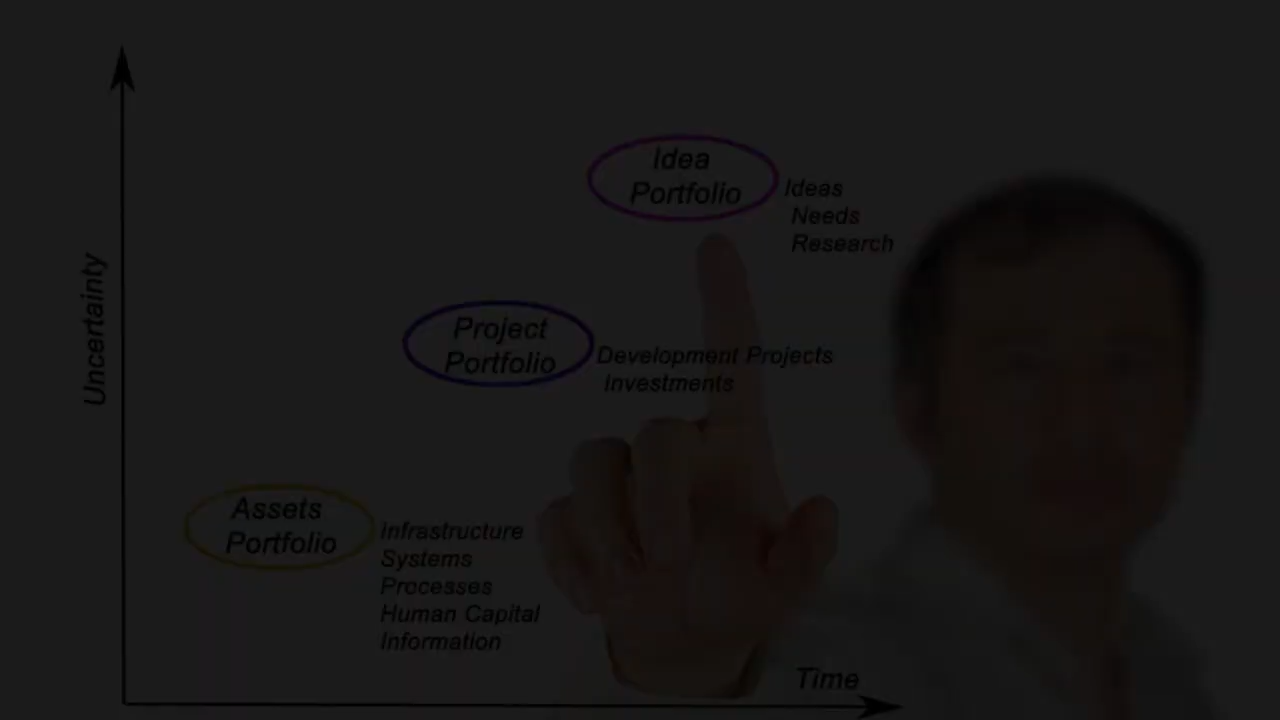 Uncertainty
Idea
Portfolio
Ideas
Needs
Research
Project
Portfolio
Development Projects
Investments
Assets
Portfolio
Infrastructure
Systems
Processes
Human Capital
Information
Time